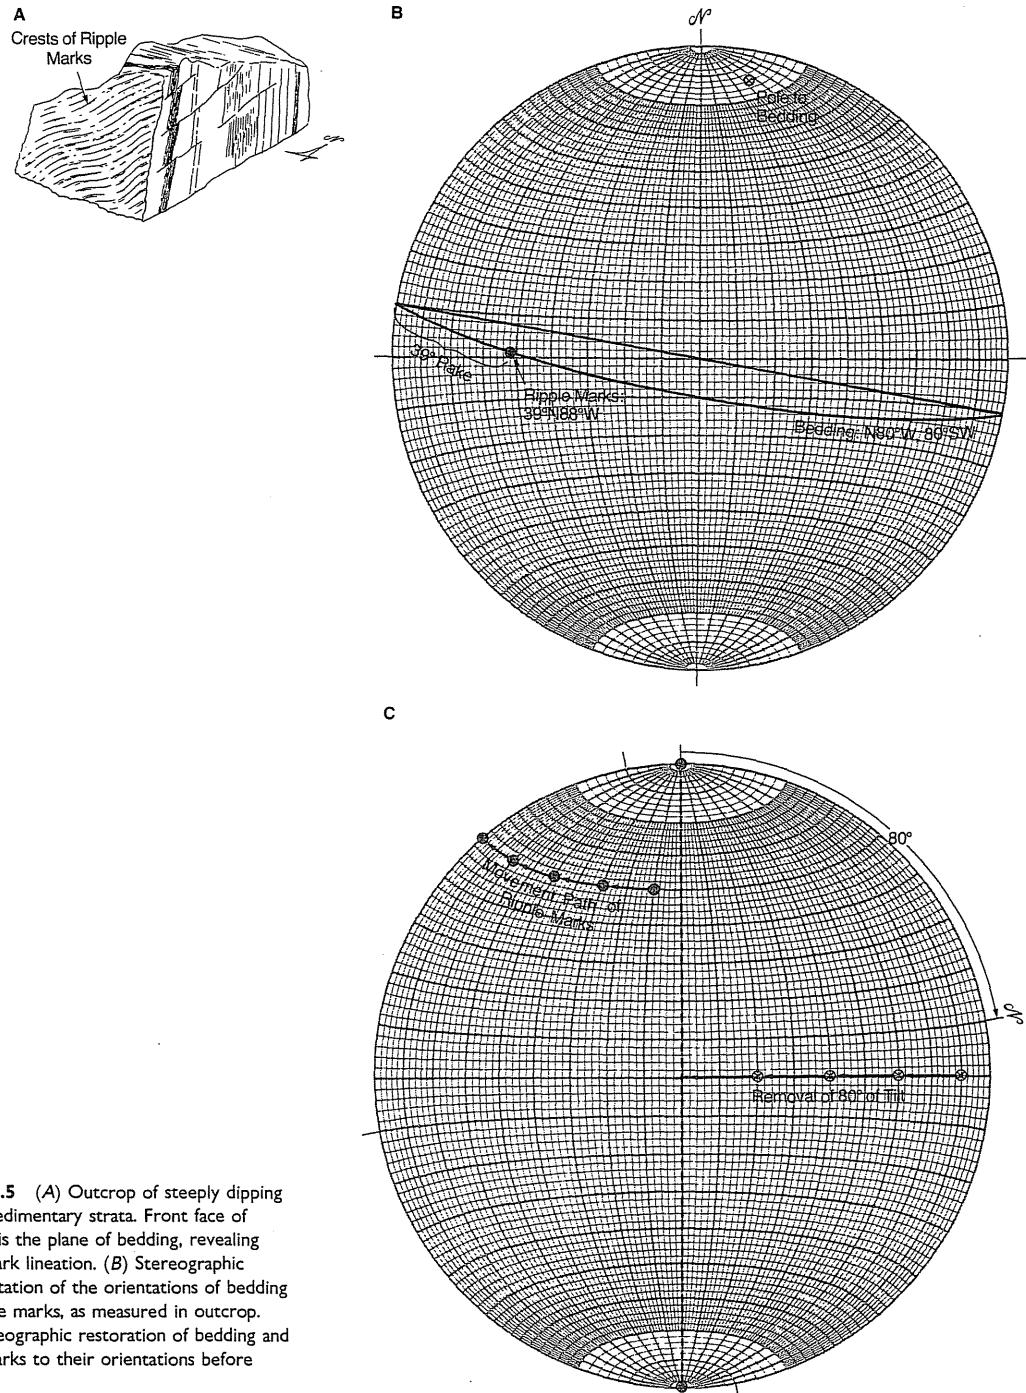 A
Crests of Ripple
Marks
N
B
N
Pole to
Bedding
39° Rake
Ripple Marks:
39°N88°W
Bedding: N80°W, 80°SW
C
80°
Movement Path of
Ripple Marks
N
Removal of 80° of Tilt
.5 (A) Outcrop of steeply dipping
edimentary strata. Front face of
is the plane of bedding, revealing
ark lineation. (B) Stereographic
tation of the orientations of bedding
e marks, as measured in outcrop.
eographic restoration of bedding and
arks to their orientations before